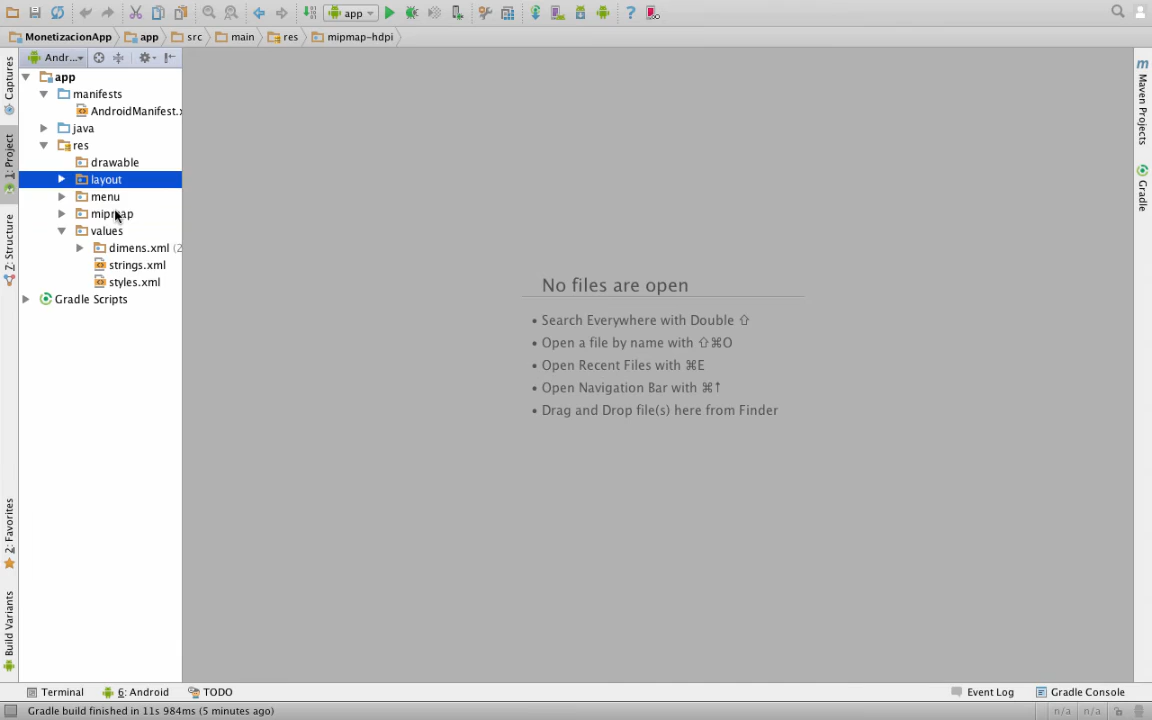 app
MonetizacionApp app src main res mipmap-hdpi
Andr...
app
manifests
AndroidManifest.x
java
res
drawable
layout
menu
mipmap
values
dimens.xml (2
strings.xml
styles.xml
Gradle Scripts
Captures
1: Project
Z: Structure
2: Favorites
Build Variants
No files are open
• Search Everywhere with Double ⇧
• Open a file by name with ⇧⌘O
• Open Recent Files with ⌘E
• Open Navigation Bar with ⌘↑
• Drag and Drop file(s) here from Finder
m Maven Projects
Gradle
Terminal 6: Android TODO Event Log Gradle Console
Gradle build finished in 11s 984ms (5 minutes ago) n/a n/a